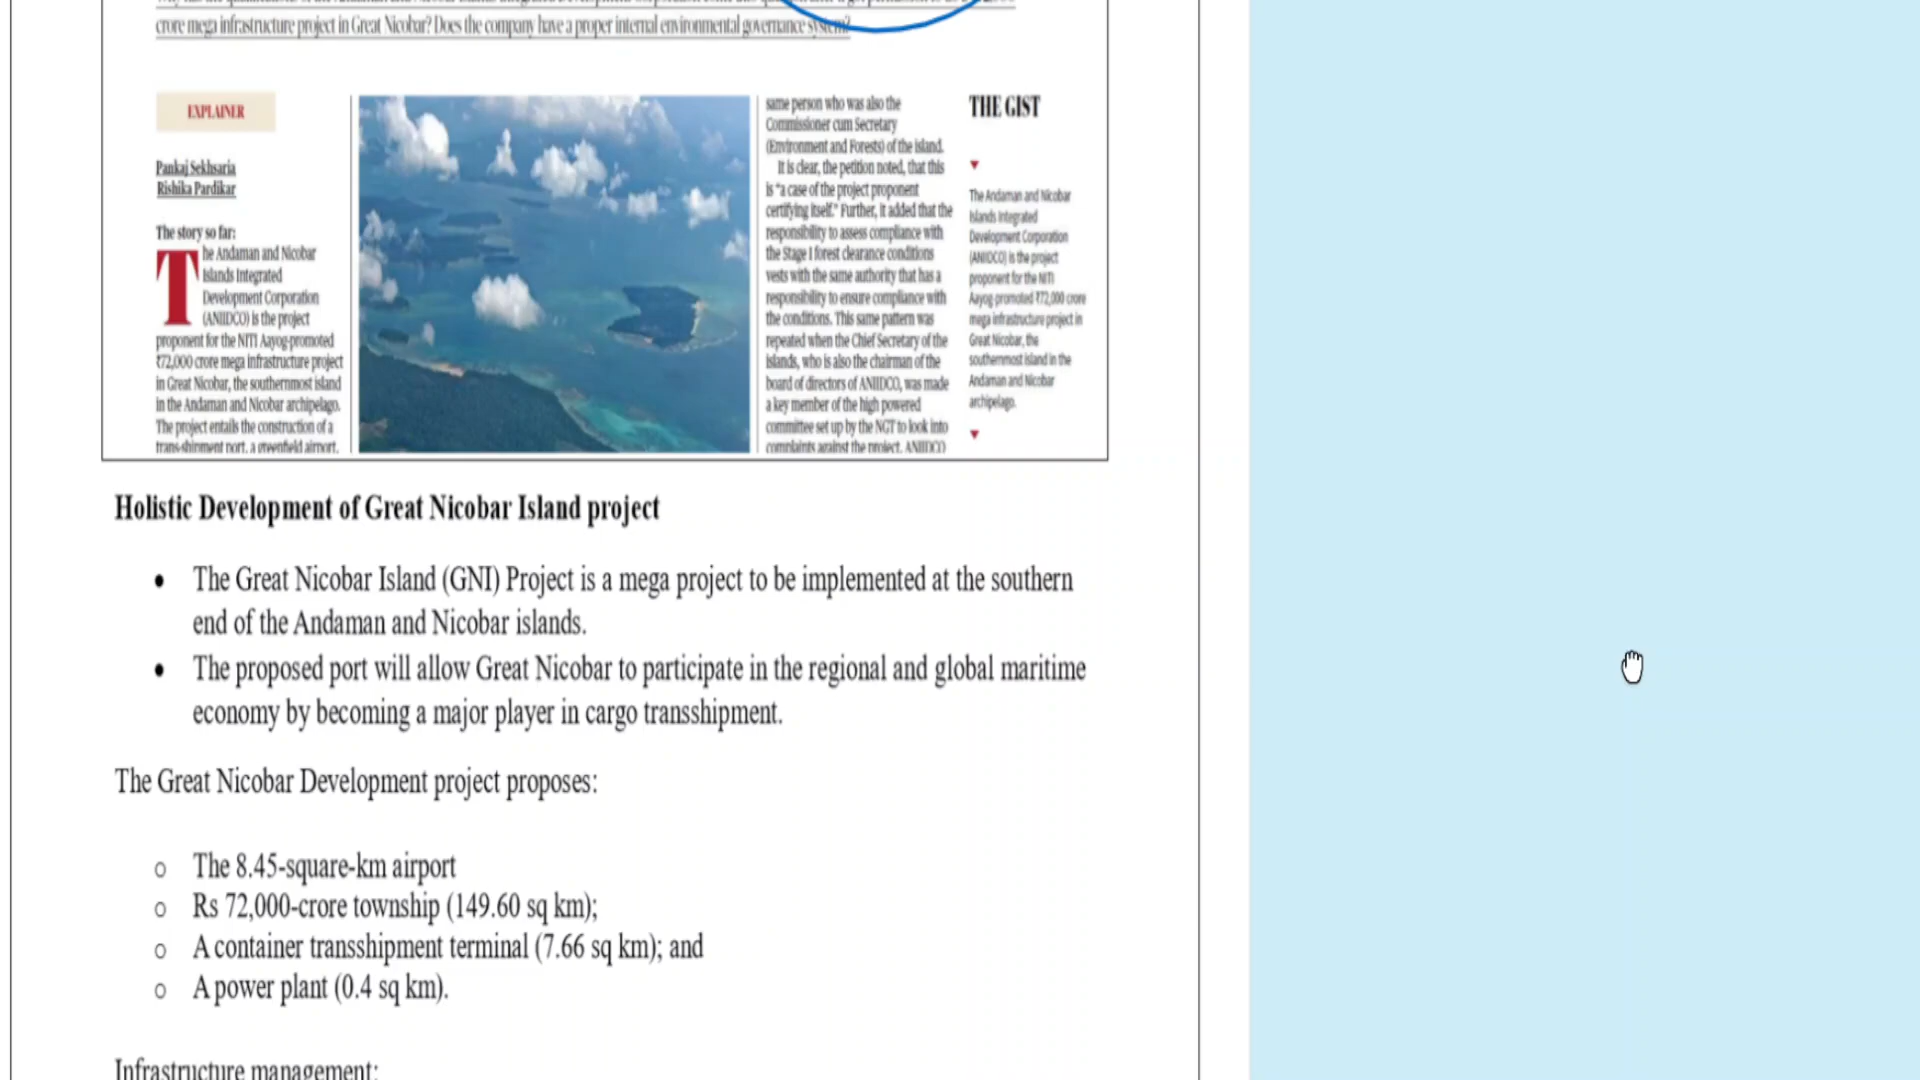 crore mega infrastructure project in Great Nicobar? Does the company have a proper internal environmental governance system?
EXPLAINER
Pankaj Sekhsaria
Rishika Pardikar
The story so far:
The Andaman and Nicobar
Islands Integrated
Development Corporation
(ANIIDCO) is the project
proponent for the NITI Aayog-promoted
₹72,000 crore mega infrastructure project
in Great Nicobar, the southernmost island
in the Andaman and Nicobar archipelago.
The project entails the construction of a
trans-shipment port, a greenfield airport,
same person who was also the
Commissioner cum Secretary
(Environment and Forests) of the island.
It is clear, the petition noted, that this
is “a case of the project proponent
certifying itself.” Further, it added that the
responsibility to assess compliance with
the Stage I forest clearance conditions
vests with the same authority that has a
responsibility to ensure compliance with
the conditions. This same pattern was
repeated when the Chief Secretary of the
islands, who is also the chairman of the
board of directors of ANIIDCO, was made
a key member of the high powered
committee set up by the NGT to look into
complaints against the project. ANIIDCO
THE GIST
The Andaman and Nicobar
Islands Integrated
Development Corporation
(ANIIDCO) is the project
proponent for the NITI
Aayog-promoted ₹72,000 crore
mega infrastructure project in
Great Nicobar, the
southernmost island in the
Andaman and Nicobar
archipelago.
Holistic Development of Great Nicobar Island project
• The Great Nicobar Island (GNI) Project is a mega project to be implemented at the southern
end of the Andaman and Nicobar islands.
• The proposed port will allow Great Nicobar to participate in the regional and global maritime
economy by becoming a major player in cargo transshipment.
The Great Nicobar Development project proposes:
o The 8.45-square-km airport
o Rs 72,000-crore township (149.60 sq km);
o A container transshipment terminal (7.66 sq km); and
o A power plant (0.4 sq km).
Infrastructure management: